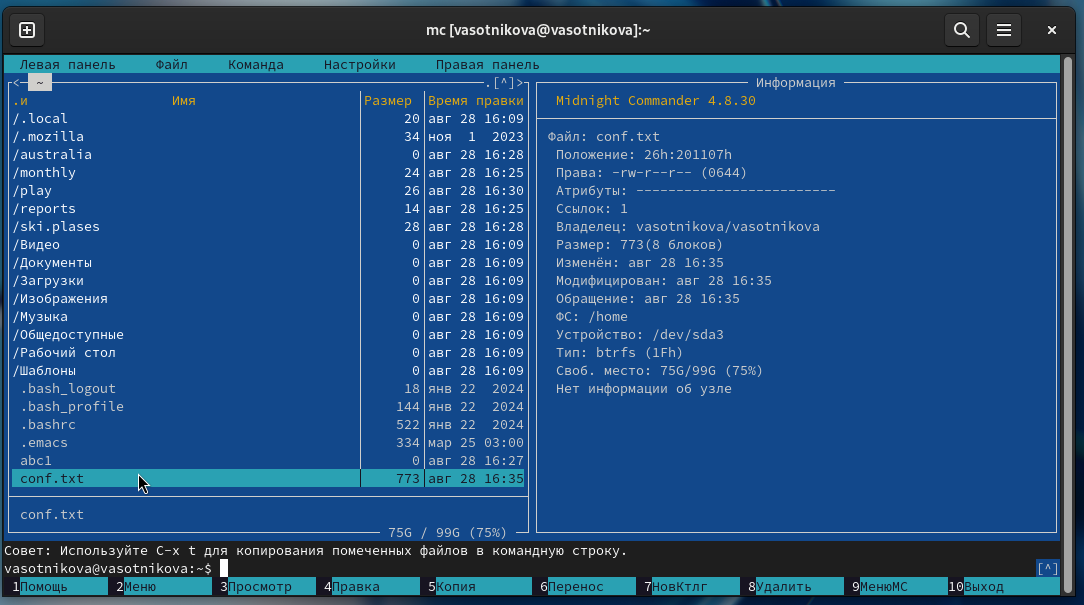 mc [vasotnikova@vasotnikova]:~
Левая панель Файл Команда Настройки Правая панель
<─ ~ .[^]>
.и Имя Размер Время правки
/.local 20 авг 28 16:09
/.mozilla 34 ноя 1 2023
/australia 0 авг 28 16:28
/monthly 24 авг 28 16:25
/play 26 авг 28 16:30
/reports 14 авг 28 16:25
/ski.plases 28 авг 28 16:28
/Видео 0 авг 28 16:09
/Документы 0 авг 28 16:09
/Загрузки 0 авг 28 16:09
/Изображения 0 авг 28 16:09
/Музыка 0 авг 28 16:09
/Общедоступные 0 авг 28 16:09
/Рабочий стол 0 авг 28 16:09
/Шаблоны 0 авг 28 16:09
.bash_logout 18 янв 22 2024
.bash_profile 144 янв 22 2024
.bashrc 522 янв 22 2024
.emacs 334 мар 25 03:00
abc1 0 авг 28 16:27
conf.txt 773 авг 28 16:35
conf.txt
75G / 99G (75%)
Информация
Midnight Commander 4.8.30
Файл: conf.txt
Положение: 26h:201107h
Права: -rw-r--r-- (0644)
Атрибуты: -------------------------
Ссылок: 1
Владелец: vasotnikova/vasotnikova
Размер: 773(8 блоков)
Изменён: авг 28 16:35
Модифицирован: авг 28 16:35
Обращение: авг 28 16:35
ФС: /home
Устройство: /dev/sda3
Тип: btrfs (1Fh)
Своб. место: 75G/99G (75%)
Нет информации об узле
Совет: Используйте C-x t для копирования помеченных файлов в командную строку.
vasotnikova@vasotnikova:~$ [^]
1Помощь 2Меню 3Просмотр 4Правка 5Копия 6Перенос 7НовКтлг 8Удалить 9МенюMC 10Выход